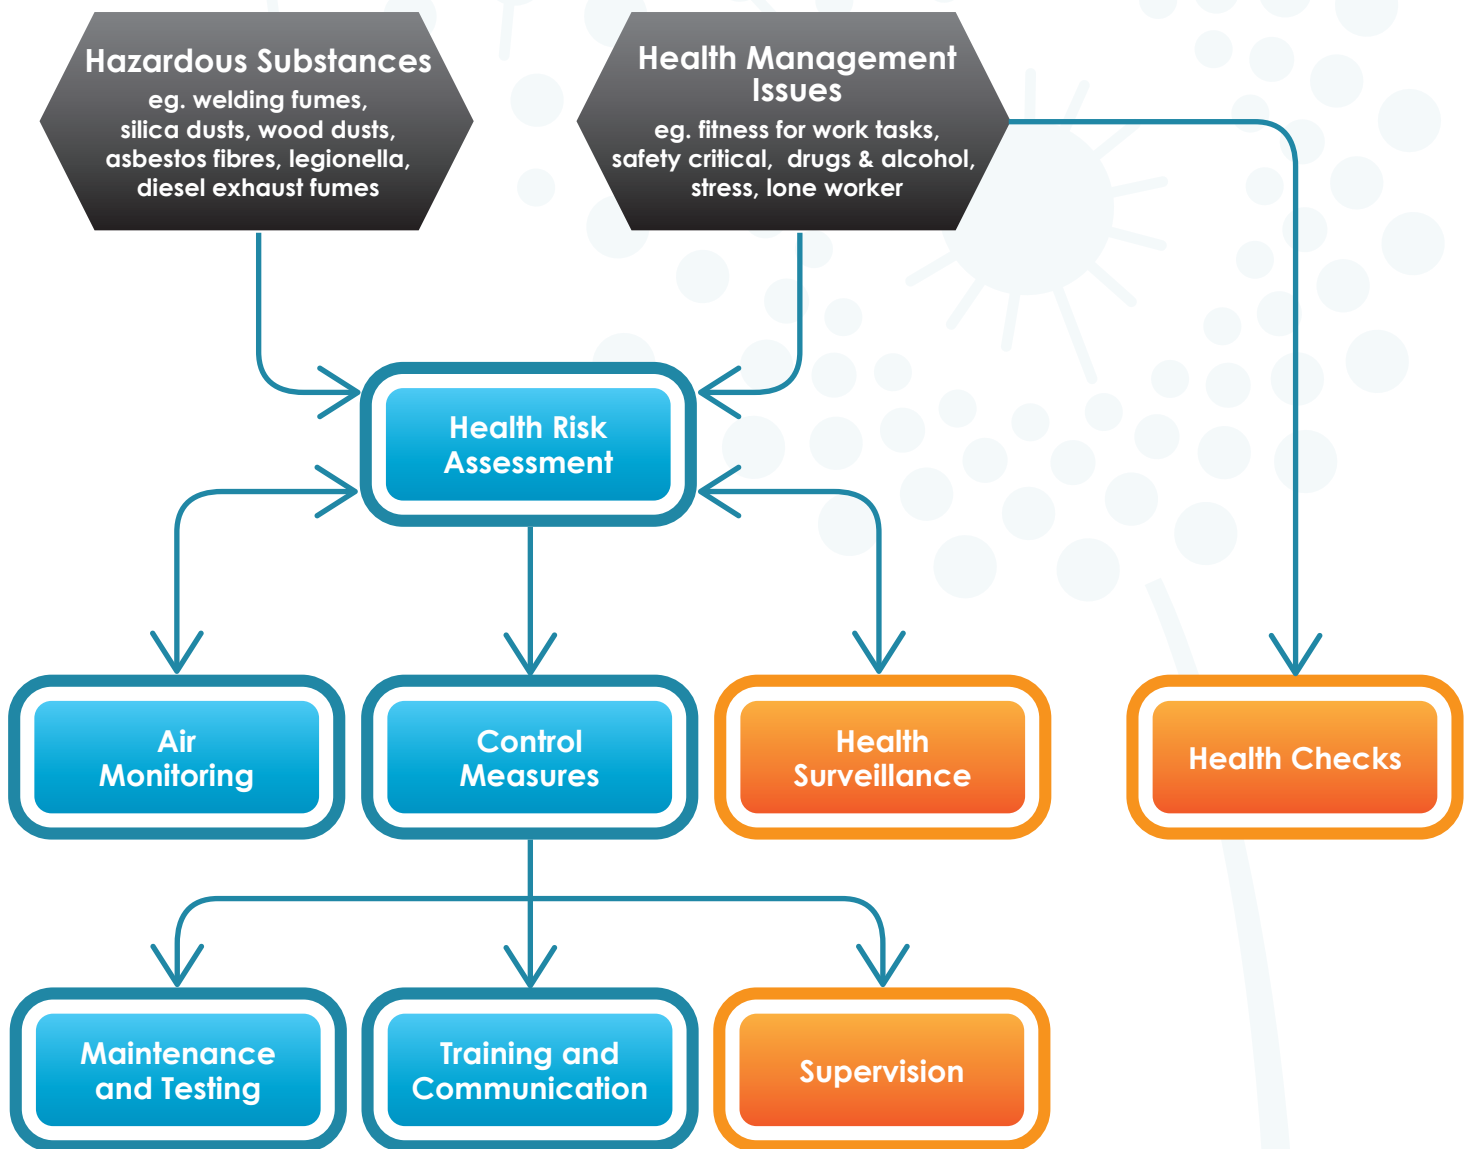 Hazardous Substances
eg. welding fumes,
silica dusts, wood dusts,
asbestos fibres, legionella,
diesel exhaust fumes
Health Management
Issues
eg. fitness for work tasks,
safety critical, drugs & alcohol,
stress, lone worker
Health Risk
Assessment
Air
Monitoring
Control
Measures
Health
Surveillance
Health Checks
Maintenance
and Testing
Training and
Communication
Supervision